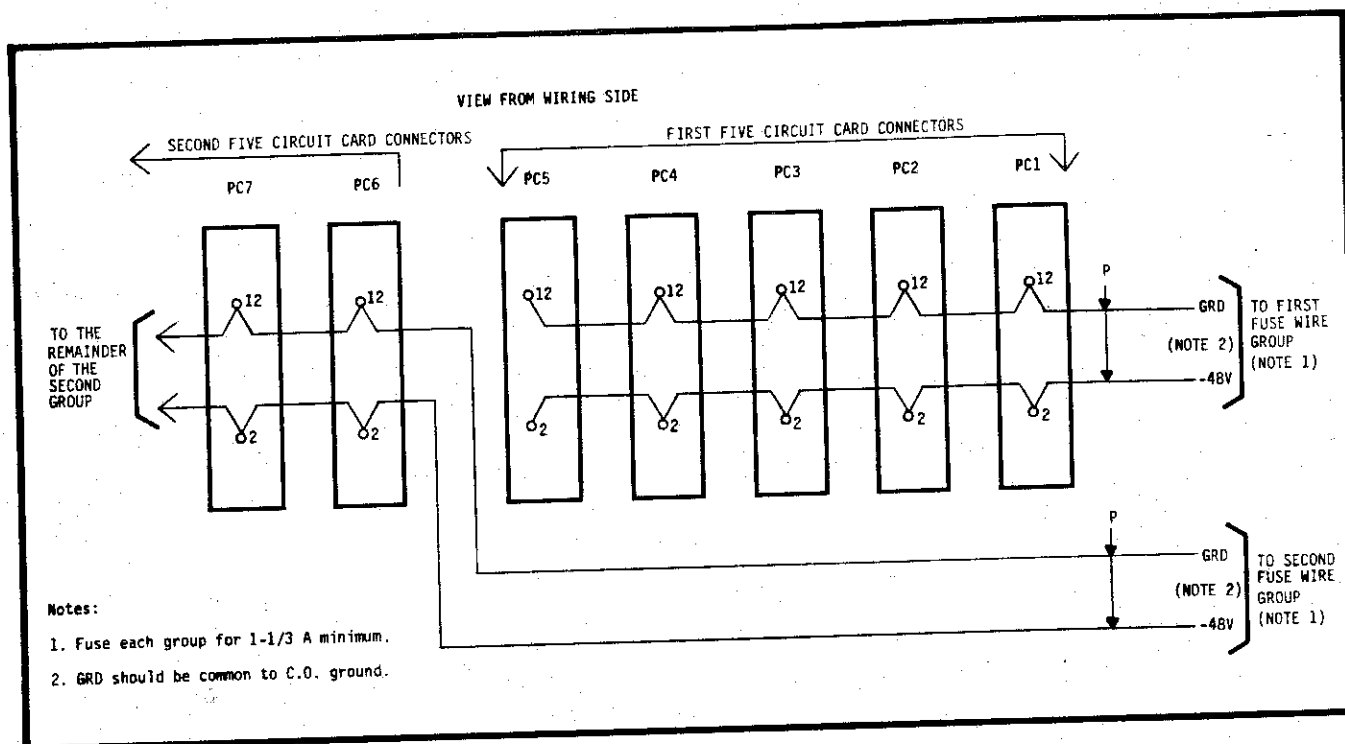 VIEW FROM WIRING SIDE
SECOND FIVE CIRCUIT CARD CONNECTORS
FIRST FIVE CIRCUIT CARD CONNECTORS
PC7
PC6
PC5
PC4
PC3
PC2
PC1
12
12
12
12
12
12
12
P
GRD
(NOTE 2)
-48V
TO FIRST
FUSE WIRE
GROUP
(NOTE 1)
TO THE
REMAINDER
OF THE
SECOND
GROUP
2
2
2
2
2
2
2
P
GRD
(NOTE 2)
-48V
TO SECOND
FUSE WIRE
GROUP
(NOTE 1)
Notes:
1. Fuse each group for 1-1/3 A minimum.
2. GRD should be common to C.O. ground.